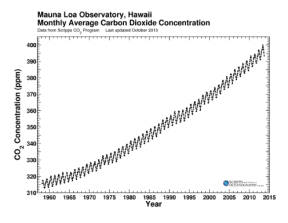 Mauna Loa Observatory, Hawaii
Monthly Average Carbon Dioxide Concentration
Data from Scripps CO2 Program Last updated October 2013
CO2 Concentration (ppm)
400
390
380
370
360
350
340
330
320
310
1960 1965 1970 1975 1980 1985 1990 1995 2000 2005 2010 2015
Year